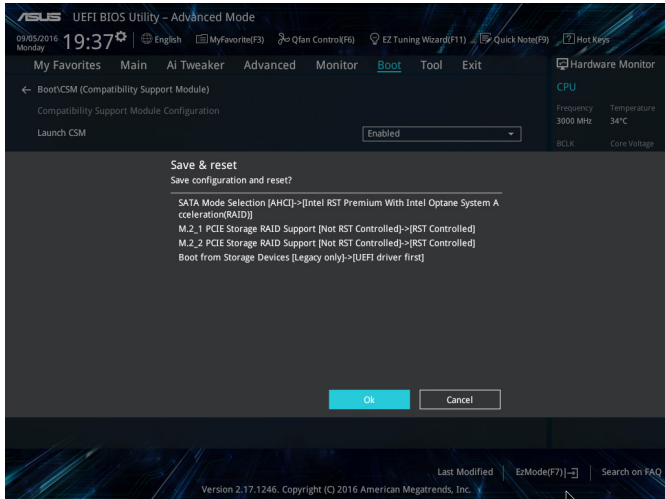 ASUS UEFI BIOS Utility – Advanced Mode
09/05/2016 Monday 19:37 English MyFavorite(F3) Qfan Control(F6) EZ Tuning Wizard(F11) Quick Note(F9) ? Hot Keys
My Favorites Main Ai Tweaker Advanced Monitor Boot Tool Exit Hardware Monitor
← Boot\CSM (Compatibility Support Module)
CPU
Compatibility Support Module Configuration
Frequency Temperature
3000 MHz 34°C
Launch CSM Enabled
BCLK Core Voltage
Save & reset
Save configuration and reset?
SATA Mode Selection [AHCI]->[Intel RST Premium With Intel Optane System A
cceleration(RAID)]
M.2_1 PCIE Storage RAID Support [Not RST Controlled]->[RST Controlled]
M.2_2 PCIE Storage RAID Support [Not RST Controlled]->[RST Controlled]
Boot from Storage Devices [Legacy only]->[UEFI driver first]
Ok Cancel
Last Modified EzMode(F7) Search on FAQ
Version 2.17.1246. Copyright (C) 2016 American Megatrends, Inc.